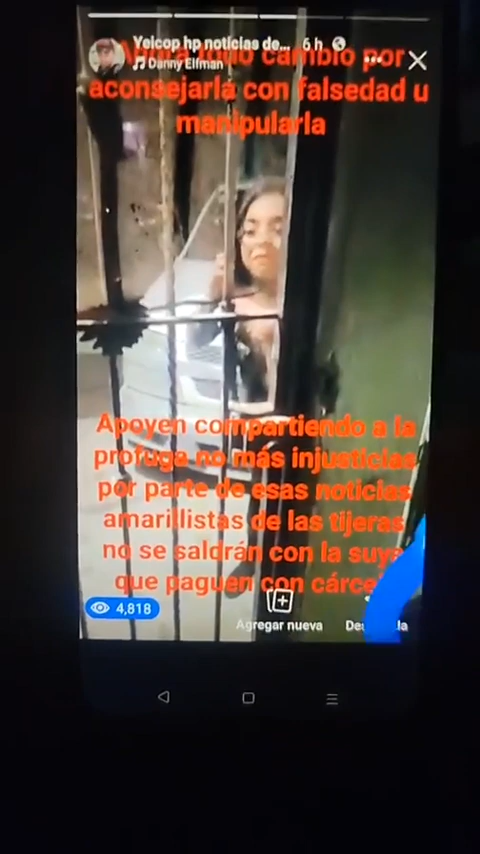 Yeicop hp noticias de... 6 h
Danny Elfman
cambio por
aconsejarla con falsedad u
manipularla
Apoyen compartiendo a la
profuga no más injusticias
por parte de esas noticias
amarillistas de las tijeras
no se saldrán con la suya
que paguen con cárcel
4,818
Agregar nueva